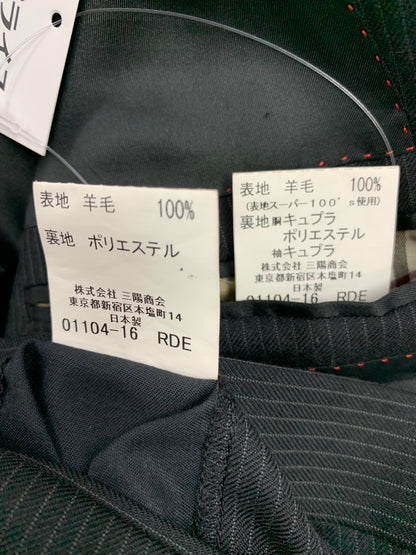 ライス
表地 羊毛 100%
裏地 ポリエステル
株式会社 三陽商会
東京都新宿区本塩町14
日本製
01104-16 RDE
表地 羊毛 100%
(表地スーパー100's使用)
裏地 胴 キュプラ
ポリエステル
袖 キュプラ
株式会社 三陽商会
東京都新宿区本塩町14
日本製
01104-16 RDE